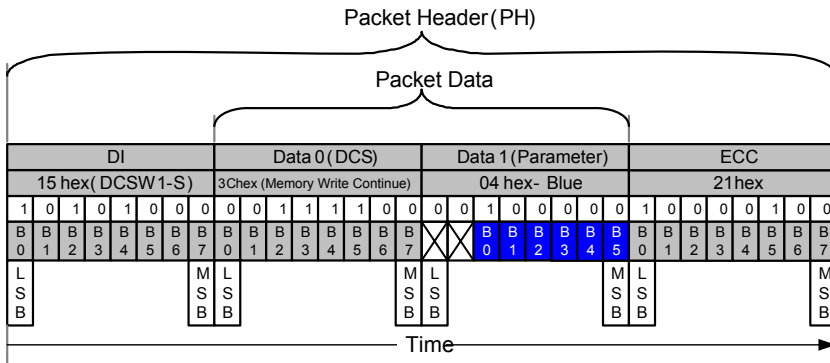 Packet Header(PH)
Packet Data
DI Data 0(DCS) Data 1(Parameter) ECC
15 hex( DCSW 1-S) 3Chex (Memory Write Continue) 04 hex- Blue 21hex
1 0 1 0 1 0 0 0 0 0 1 1 1 1 0 0 0 0 1 0 0 0 0 0 1 0 0 0 0 1 0 0
B B B B B B B B B B B B B B B B B B B B B B B B B B B B B B
0 1 2 3 4 5 6 7 0 1 2 3 4 5 6 7 0 1 2 3 4 5 0 1 2 3 4 5 6 7
L M L M L M L M
S S S S S S S S
B B B B B B B B
Time